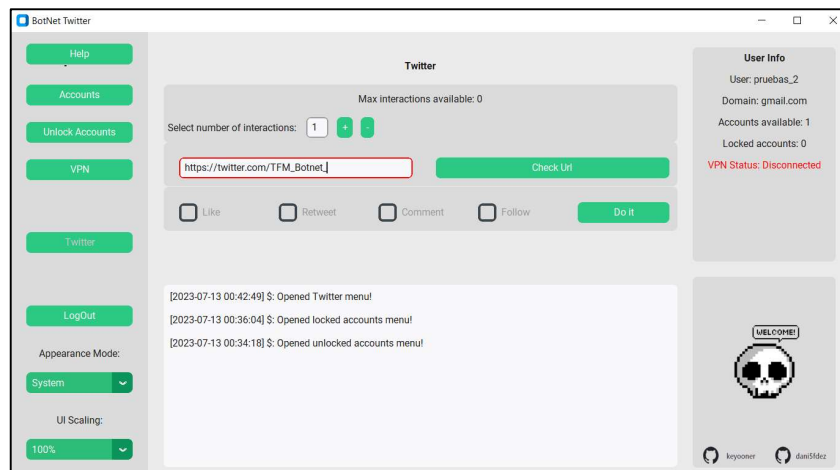 BotNet Twitter
Help
Accounts
Unlock Accounts
VPN
Twitter
LogOut
Appearance Mode:
System
UI Scaling:
100%
Twitter
Max interactions available: 0
Select number of interactions: 1 + -
https://twitter.com/TFM_Botnet_
Check Url
Like Retweet Comment Follow Do it
[2023-07-13 00:42:49] $: Opened Twitter menu!
[2023-07-13 00:36:04] $: Opened locked accounts menu!
[2023-07-13 00:34:18] $: Opened unlocked accounts menu!
User Info
User: pruebas_2
Domain: gmail.com
Accounts available: 1
Locked accounts: 0
VPN Status: Disconnected
WELCOME!
keyooner dani5fdez